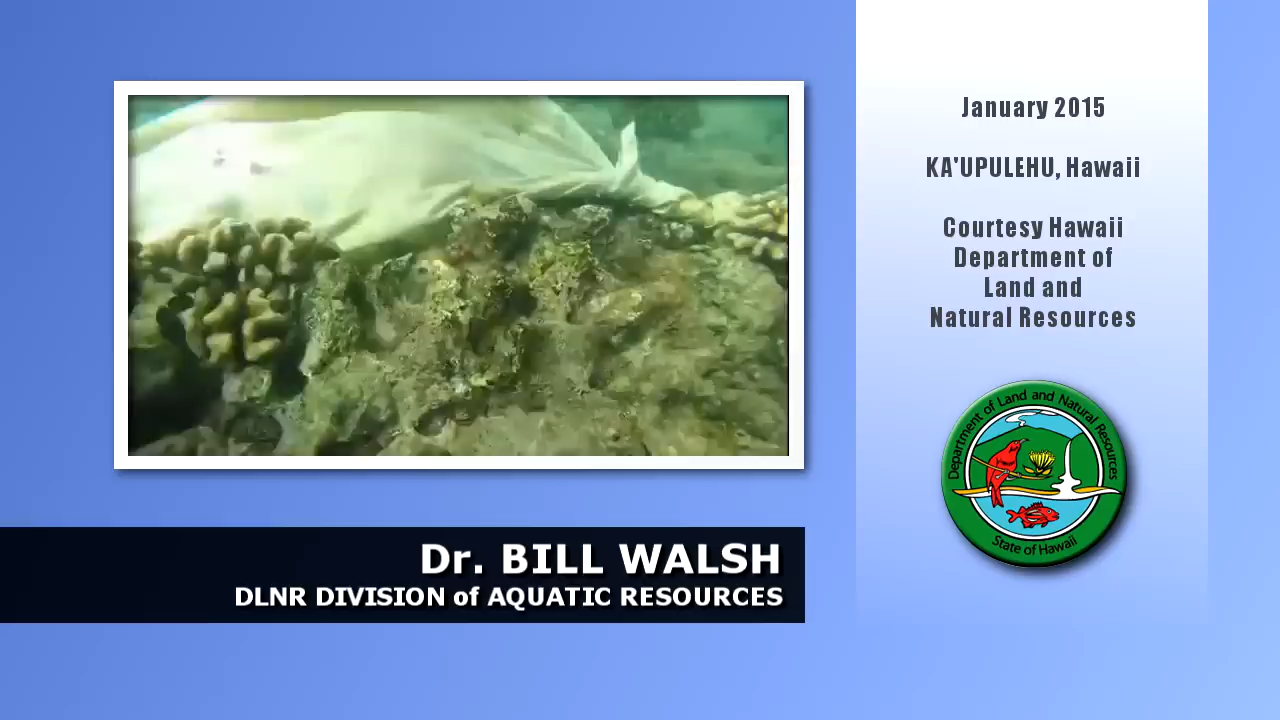 January 2015
KA'UPULEHU, Hawaii
Courtesy Hawaii
Department of
Land and
Natural Resources
Department of Land and Natural Resources
State of Hawaii
Dr. BILL WALSH
DLNR DIVISION of AQUATIC RESOURCES